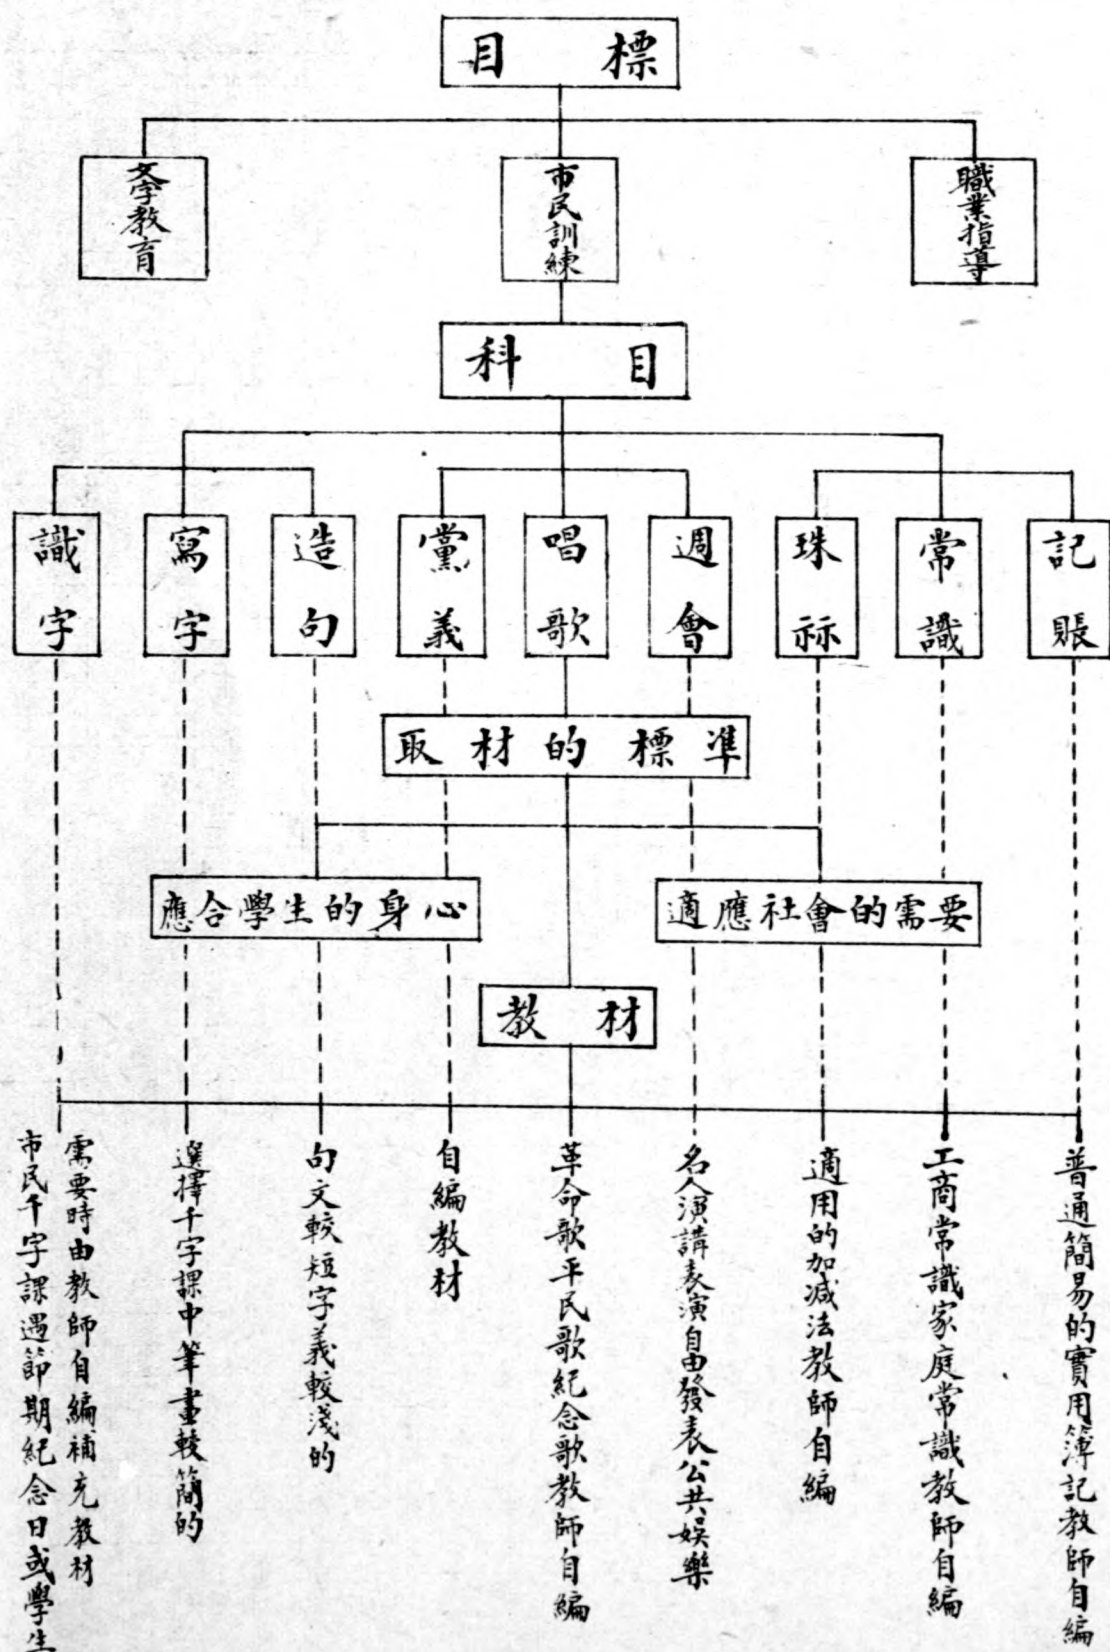 目標
文字教育
市民訓練
職業指導
科目
識字
寫字
造句
黨義
唱歌
週會
珠祘
常識
記賬
取材的標準
應合學生的身心
適應社會的需要
教材
市民千字課遇節期紀念日或學生
需要時由教師自編補充教材
選擇千字課中筆畫較簡的
句文較短字義較淺的
自編教材
革命歌平民歌紀念歌教師自編
名人演講表演自由發表公共娛樂
適用的加減法教師自編
工商常識家庭常識教師自編
普通簡易的實用簿記教師自編